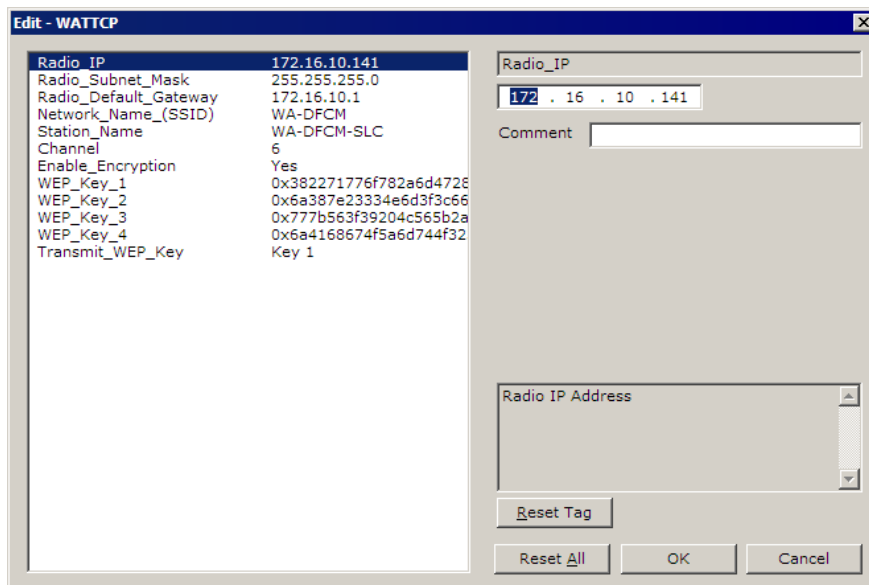 Edit - WATTCP
Radio_IP 172.16.10.141
Radio_Subnet_Mask 255.255.255.0
Radio_Default_Gateway 172.16.10.1
Network_Name_(SSID) WA-DFCM
Station_Name WA-DFCM-SLC
Channel 6
Enable_Encryption Yes
WEP_Key_1 0x382271776f782a6d4728
WEP_Key_2 0x6a387e23334e6d3f3c66
WEP_Key_3 0x777b563f39204c565b2a
WEP_Key_4 0x6a4168674f5a6d744f32
Transmit_WEP_Key Key 1
Radio_IP
172 . 16 . 10 . 141
Comment
Radio IP Address
Reset Tag
Reset All OK Cancel